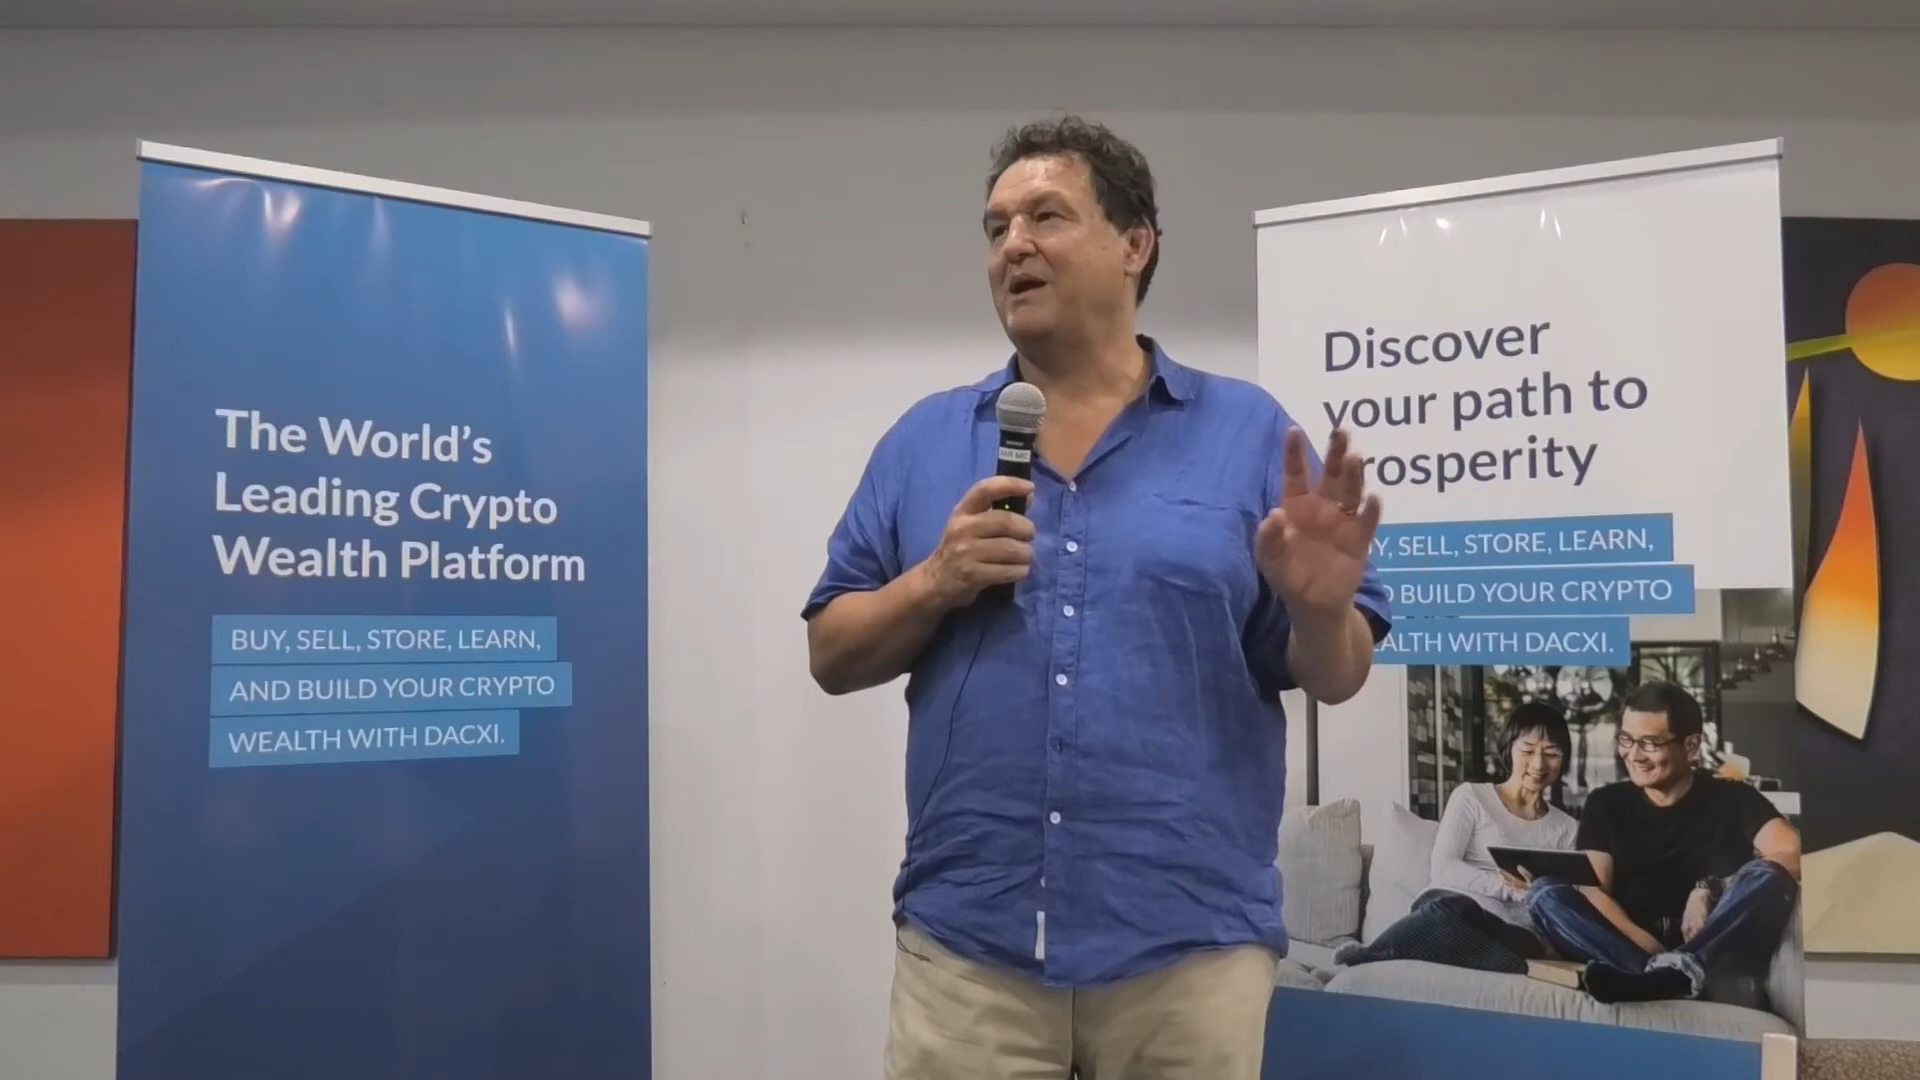 The World's
Leading Crypto
Wealth Platform
BUY, SELL, STORE, LEARN,
AND BUILD YOUR CRYPTO
WEALTH WITH DACXI.
Discover
your path to
rosperity
Y, SELL, STORE, LEARN,
BUILD YOUR CRYPTO
ALTH WITH DACXI.